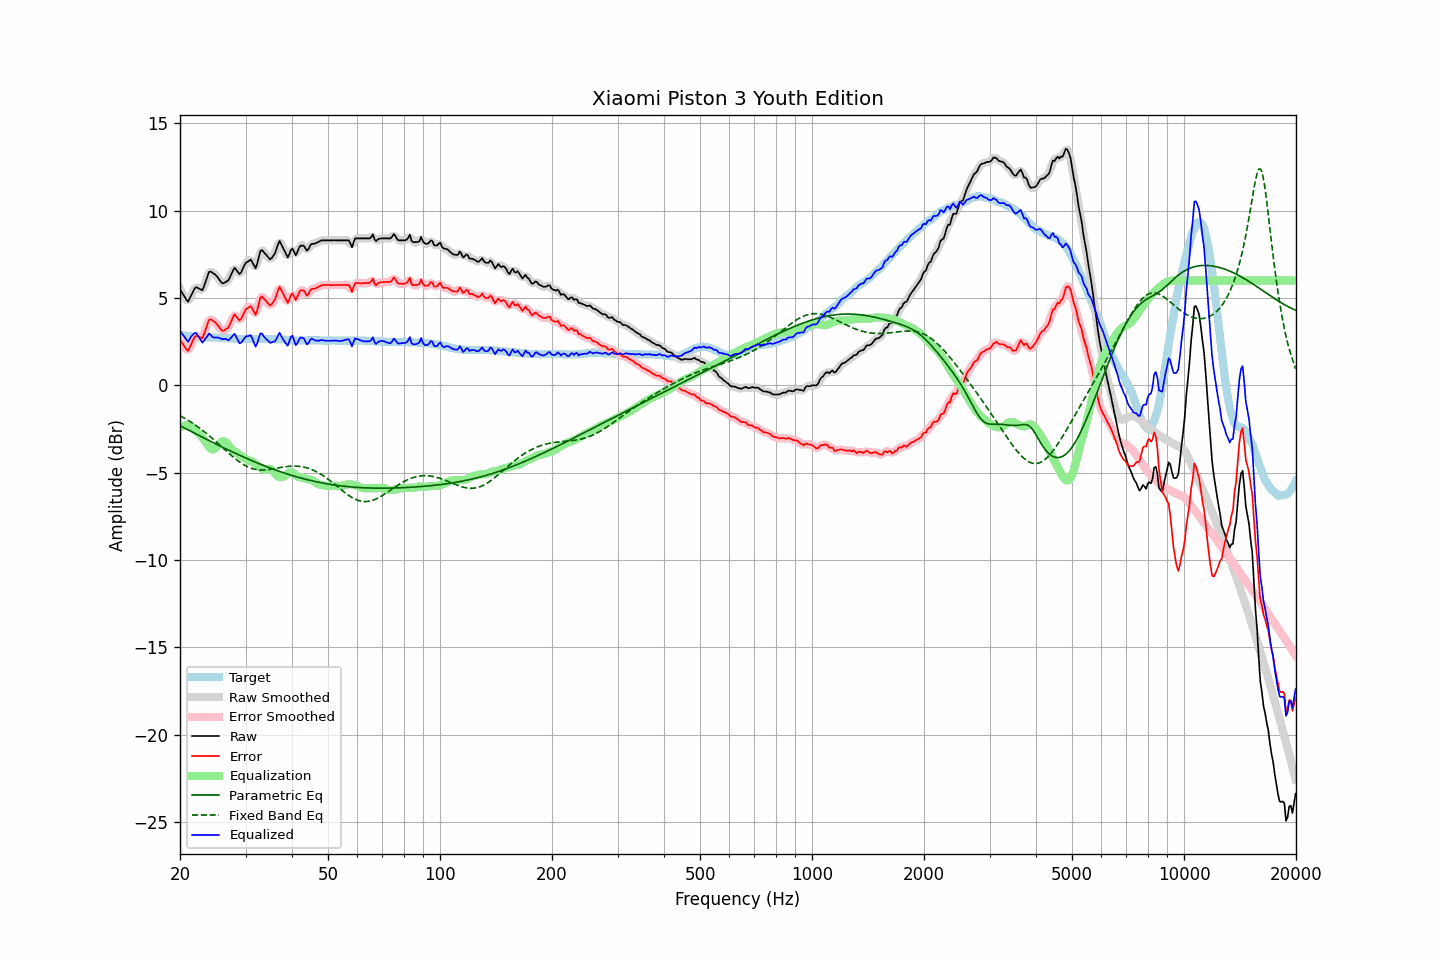 Xiaomi Piston 3 Youth Edition
Amplitude (dBr)
15
10
5
0
−5
−10
−15
−20
−25
Target
Raw Smoothed
Error Smoothed
Raw
Error
Equalization
Parametric Eq
Fixed Band Eq
Equalized
20 50 100 200 500 1000 2000 5000 10000 20000
Frequency (Hz)